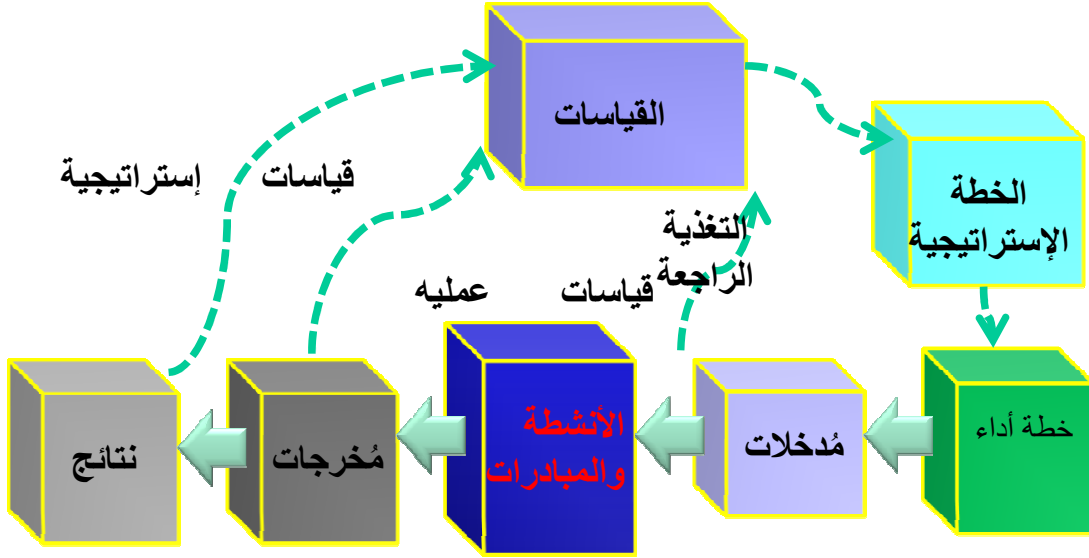 القياسات
الخطة
الإستراتيجية
قياسات إستراتيجية
التغذية
الراجعة
قياسات عمليه
خطة أداء
مُدخلات
الأنشطة
والمبادرات
مُخرجات
نتائج